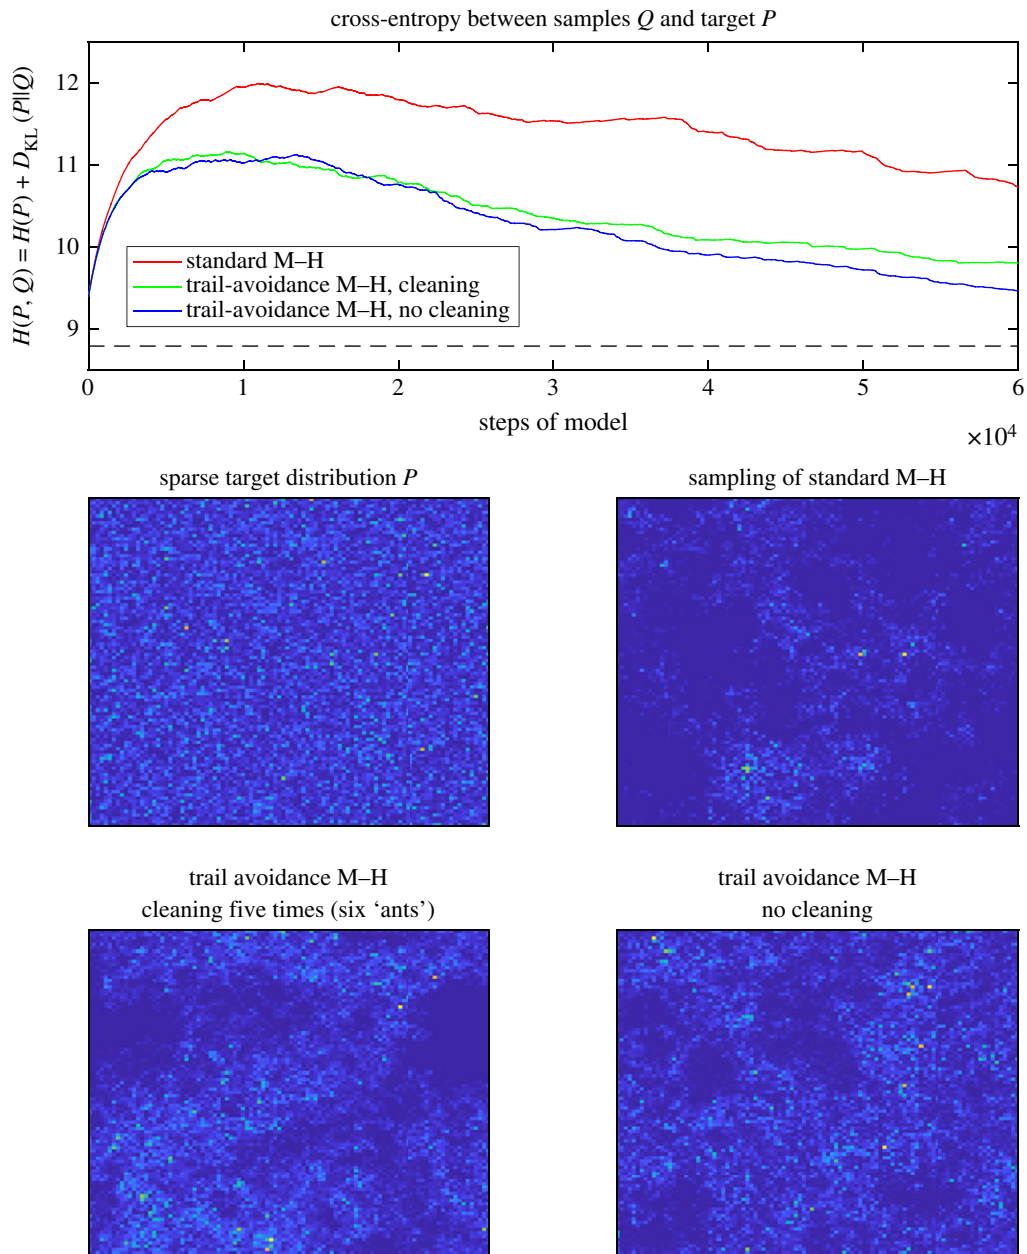 cross-entropy between samples Q and target P
H(P, Q) = H(P) + D_KL (P||Q)
12
11
10
9
standard M–H
trail-avoidance M–H, cleaning
trail-avoidance M–H, no cleaning
0 1 2 3 4 5 6
steps of model
×10⁴
sparse target distribution P
sampling of standard M–H
trail avoidance M–H
cleaning five times (six ‘ants’)
trail avoidance M–H
no cleaning